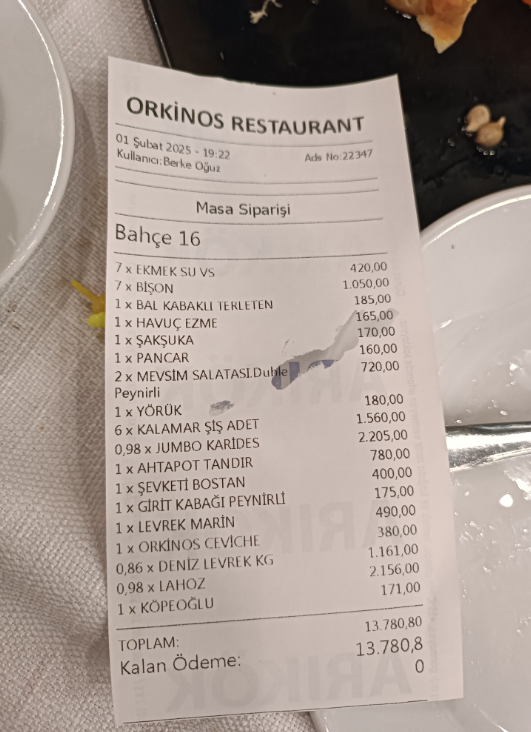 ORKİNOS RESTAURANT
01 Şubat 2025 - 19:22
Kullanıcı:Berke Oğuz Ads No:22347
Masa Siparişi
Bahçe 16
7 x EKMEK SU VS 420,00
7 x BİŞON 1.050,00
1 x BAL KABAKLI TERLETEN 185,00
1 x HAVUÇ EZME 165,00
1 x ŞAKŞUKA 170,00
1 x PANCAR 160,00
2 x MEVSİM SALATASI.Duble 720,00
Peynirli
1 x YÖRÜK 180,00
6 x KALAMAR ŞİŞ ADET 1.560,00
0,98 x JUMBO KARİDES 2.205,00
1 x AHTAPOT TANDIR 780,00
1 x ŞEVKETİ BOSTAN 400,00
1 x GİRİT KABAĞI PEYNİRLİ 175,00
1 x LEVREK MARİN 490,00
1 x ORKİNOS CEVİCHE 380,00
0,86 x DENİZ LEVREK KG 1.161,00
0,98 x LAHOZ 2.156,00
1 x KÖPEOĞLU 171,00
TOPLAM: 13.780,80
Kalan Ödeme: 13.780,8
0